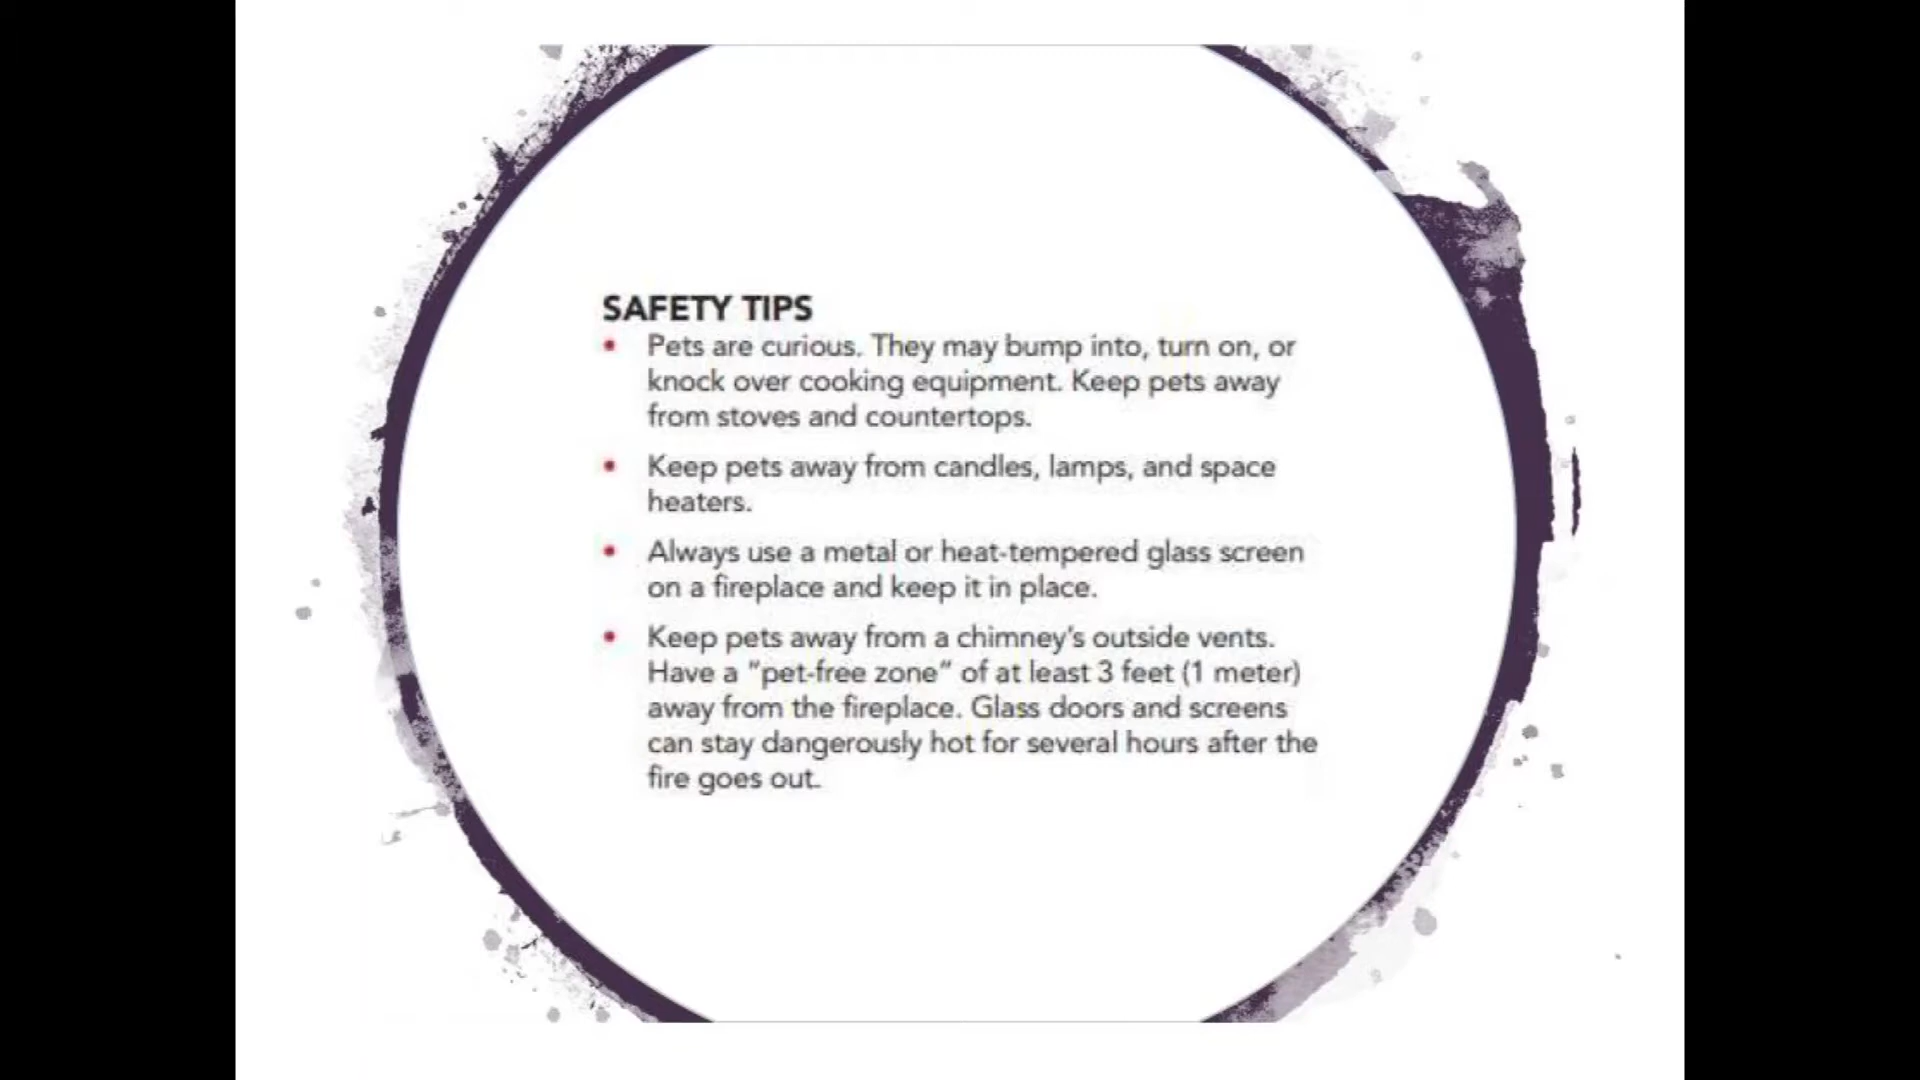 SAFETY TIPS
• Pets are curious. They may bump into, turn on, or
knock over cooking equipment. Keep pets away
from stoves and countertops.
• Keep pets away from candles, lamps, and space
heaters.
• Always use a metal or heat-tempered glass screen
on a fireplace and keep it in place.
• Keep pets away from a chimney's outside vents.
Have a "pet-free zone" of at least 3 feet (1 meter)
away from the fireplace. Glass doors and screens
can stay dangerously hot for several hours after the
fire goes out.